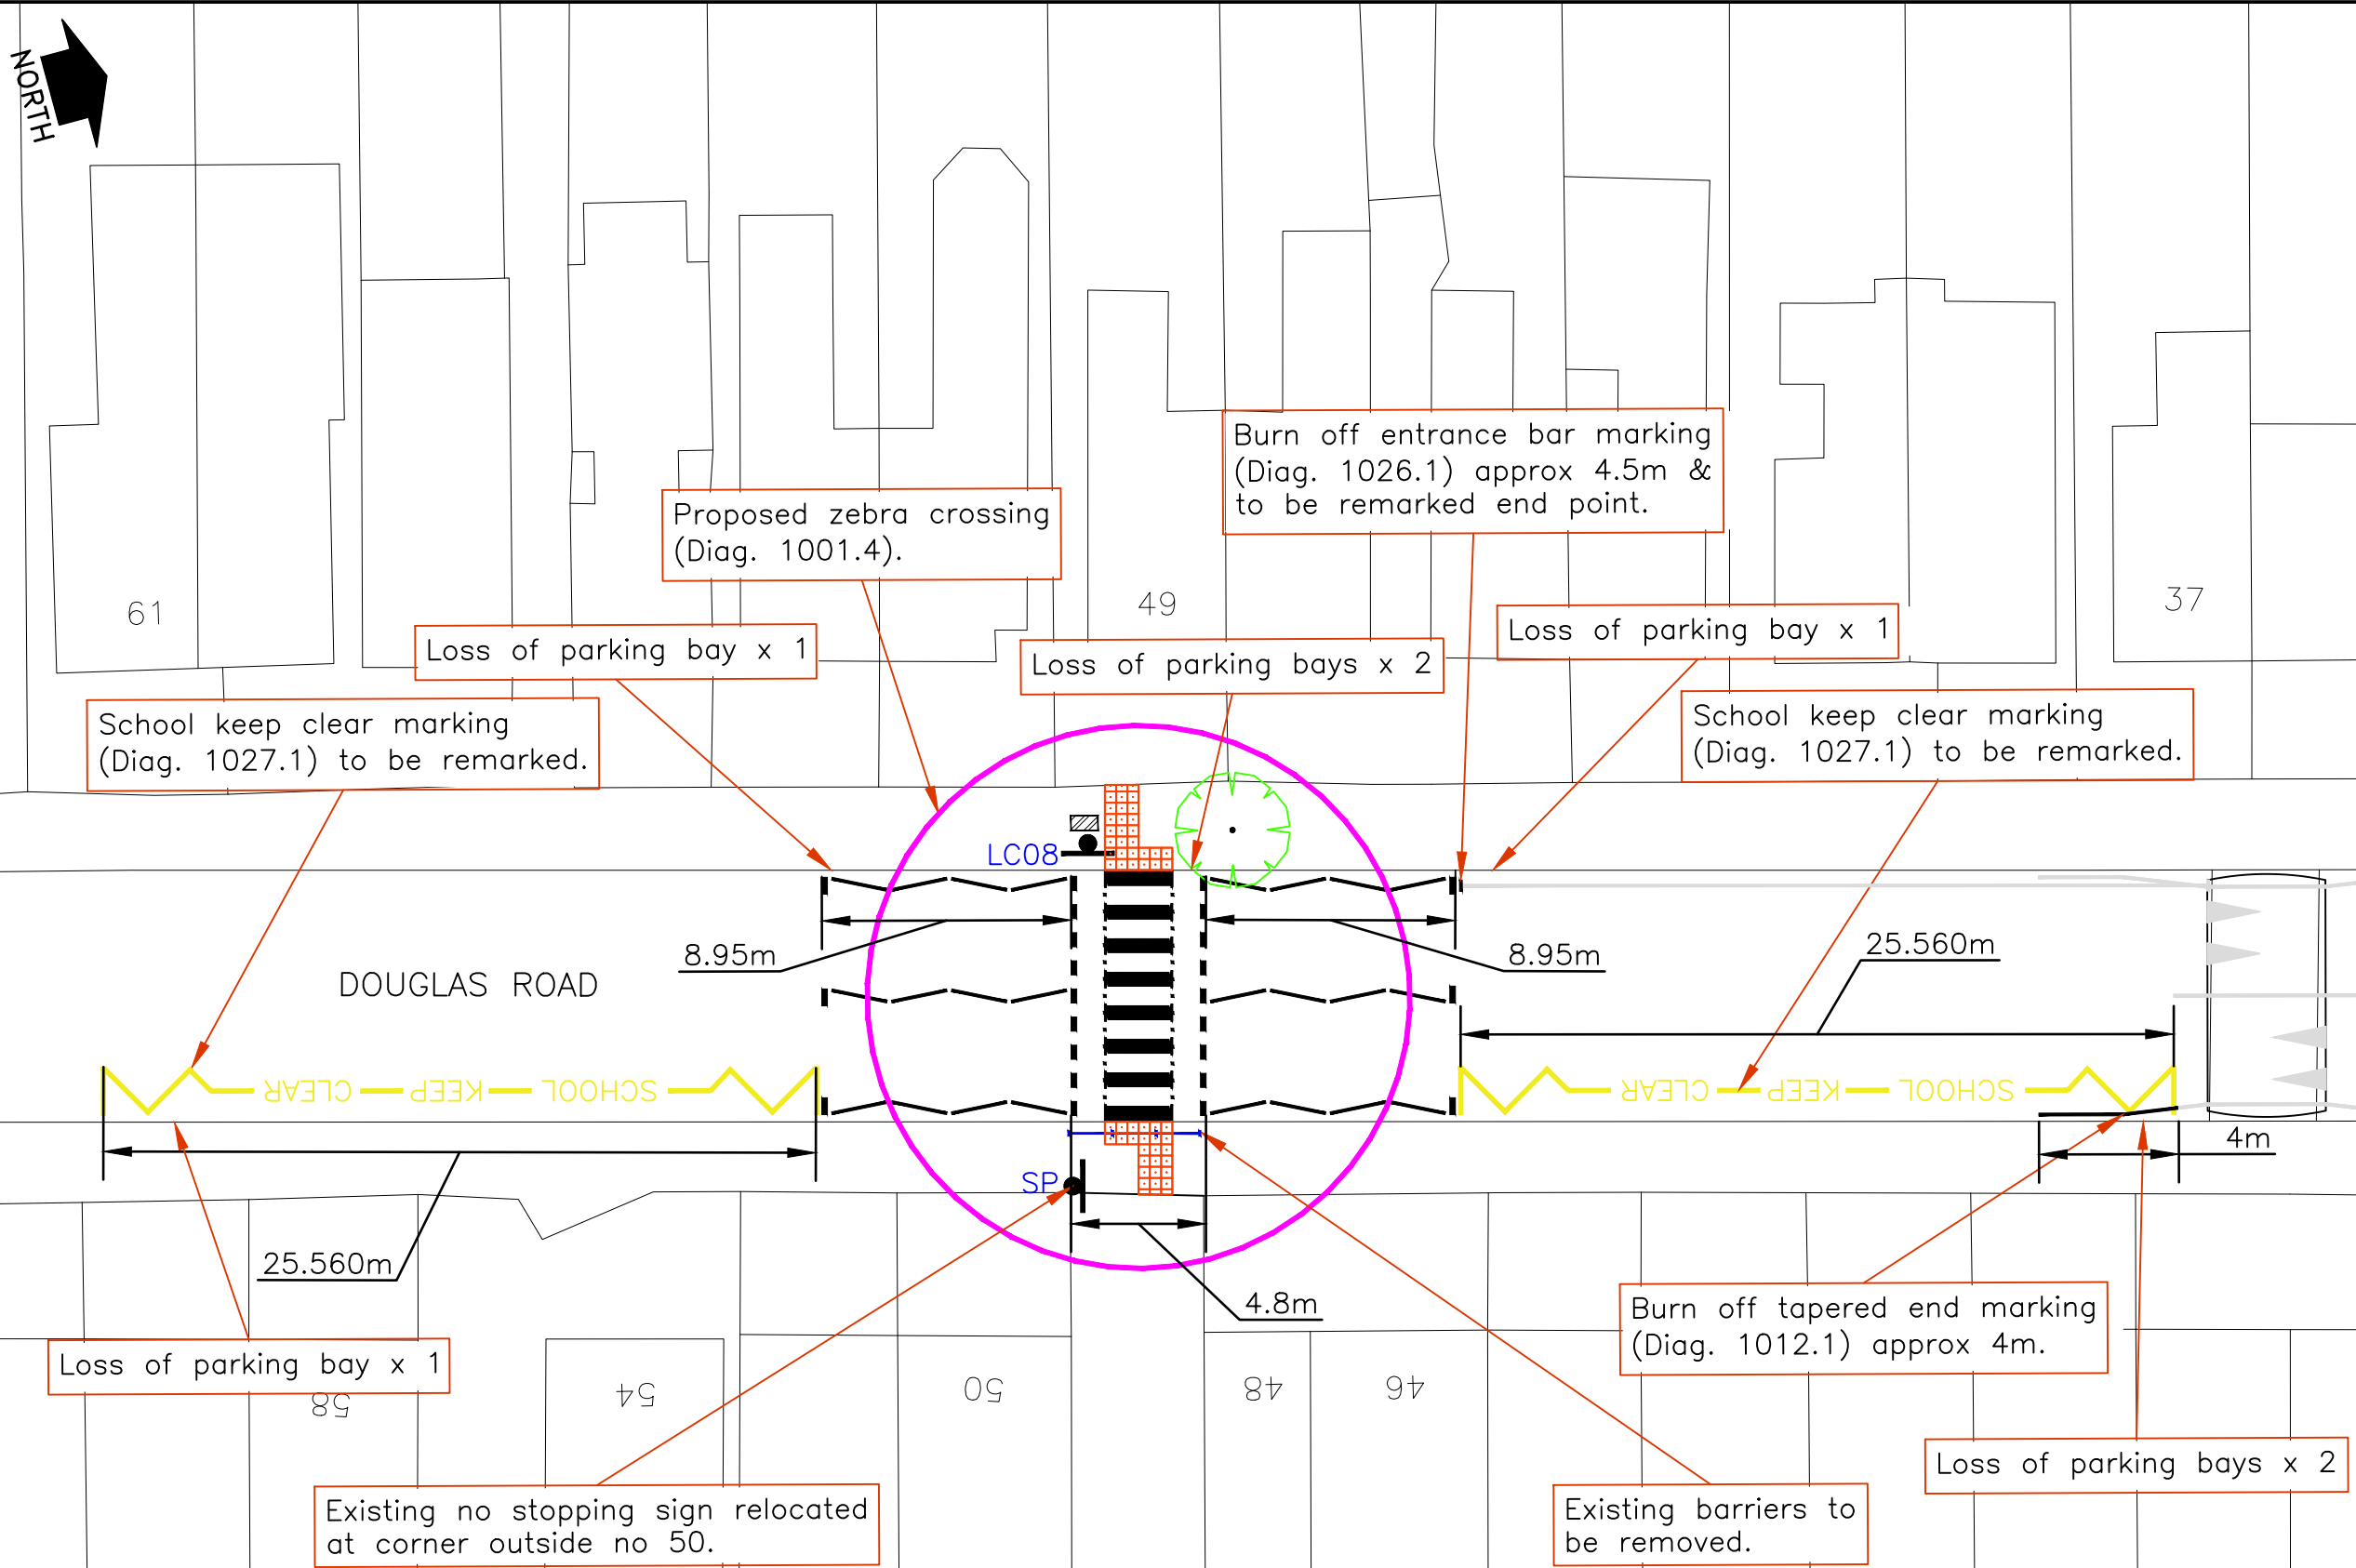 NORTH
Burn off entrance bar marking
(Diag. 1026.1) approx 4.5m &
to be remarked end point.
Proposed zebra crossing
(Diag. 1001.4).
61
49
37
Loss of parking bay x 1
Loss of parking bays x 2
Loss of parking bay x 1
School keep clear marking
(Diag. 1027.1) to be remarked.
School keep clear marking
(Diag. 1027.1) to be remarked.
LC08
8.95m
8.95m
25.560m
DOUGLAS ROAD
SCHOOL KEEP CLEAR
SCHOOL KEEP CLEAR
4m
SP
25.560m
4.8m
Burn off tapered end marking
(Diag. 1012.1) approx 4m.
Loss of parking bay x 1
58
54
50
48
46
Loss of parking bays x 2
Existing no stopping sign relocated
at corner outside no 50.
Existing barriers to
be removed.